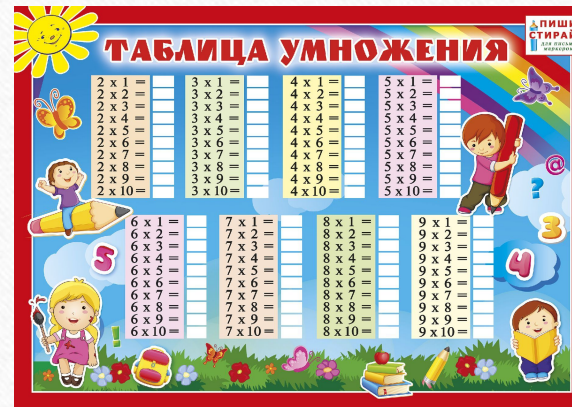 ПИШИ
СТИРАЙ
для письма
маркером
ТАБЛИЦА УМНОЖЕНИЯ
2 x 1 =
2 x 2 =
2 x 3 =
2 x 4 =
2 x 5 =
2 x 6 =
2 x 7 =
2 x 8 =
2 x 9 =
2 x 10 =
3 x 1 =
3 x 2 =
3 x 3 =
3 x 4 =
3 x 5 =
3 x 6 =
3 x 7 =
3 x 8 =
3 x 9 =
3 x 10 =
4 x 1 =
4 x 2 =
4 x 3 =
4 x 4 =
4 x 5 =
4 x 6 =
4 x 7 =
4 x 8 =
4 x 9 =
4 x 10 =
5 x 1 =
5 x 2 =
5 x 3 =
5 x 4 =
5 x 5 =
5 x 6 =
5 x 7 =
5 x 8 =
5 x 9 =
5 x 10 =
@
?
3
5
4
6 x 1 =
6 x 2 =
6 x 3 =
6 x 4 =
6 x 5 =
6 x 6 =
6 x 7 =
6 x 8 =
6 x 9 =
6 x 10 =
7 x 1 =
7 x 2 =
7 x 3 =
7 x 4 =
7 x 5 =
7 x 6 =
7 x 7 =
7 x 8 =
7 x 9 =
7 x 10 =
8 x 1 =
8 x 2 =
8 x 3 =
8 x 4 =
8 x 5 =
8 x 6 =
8 x 7 =
8 x 8 =
8 x 9 =
8 x 10 =
9 x 1 =
9 x 2 =
9 x 3 =
9 x 4 =
9 x 5 =
9 x 6 =
9 x 7 =
9 x 8 =
9 x 9 =
9 x 10 =
!